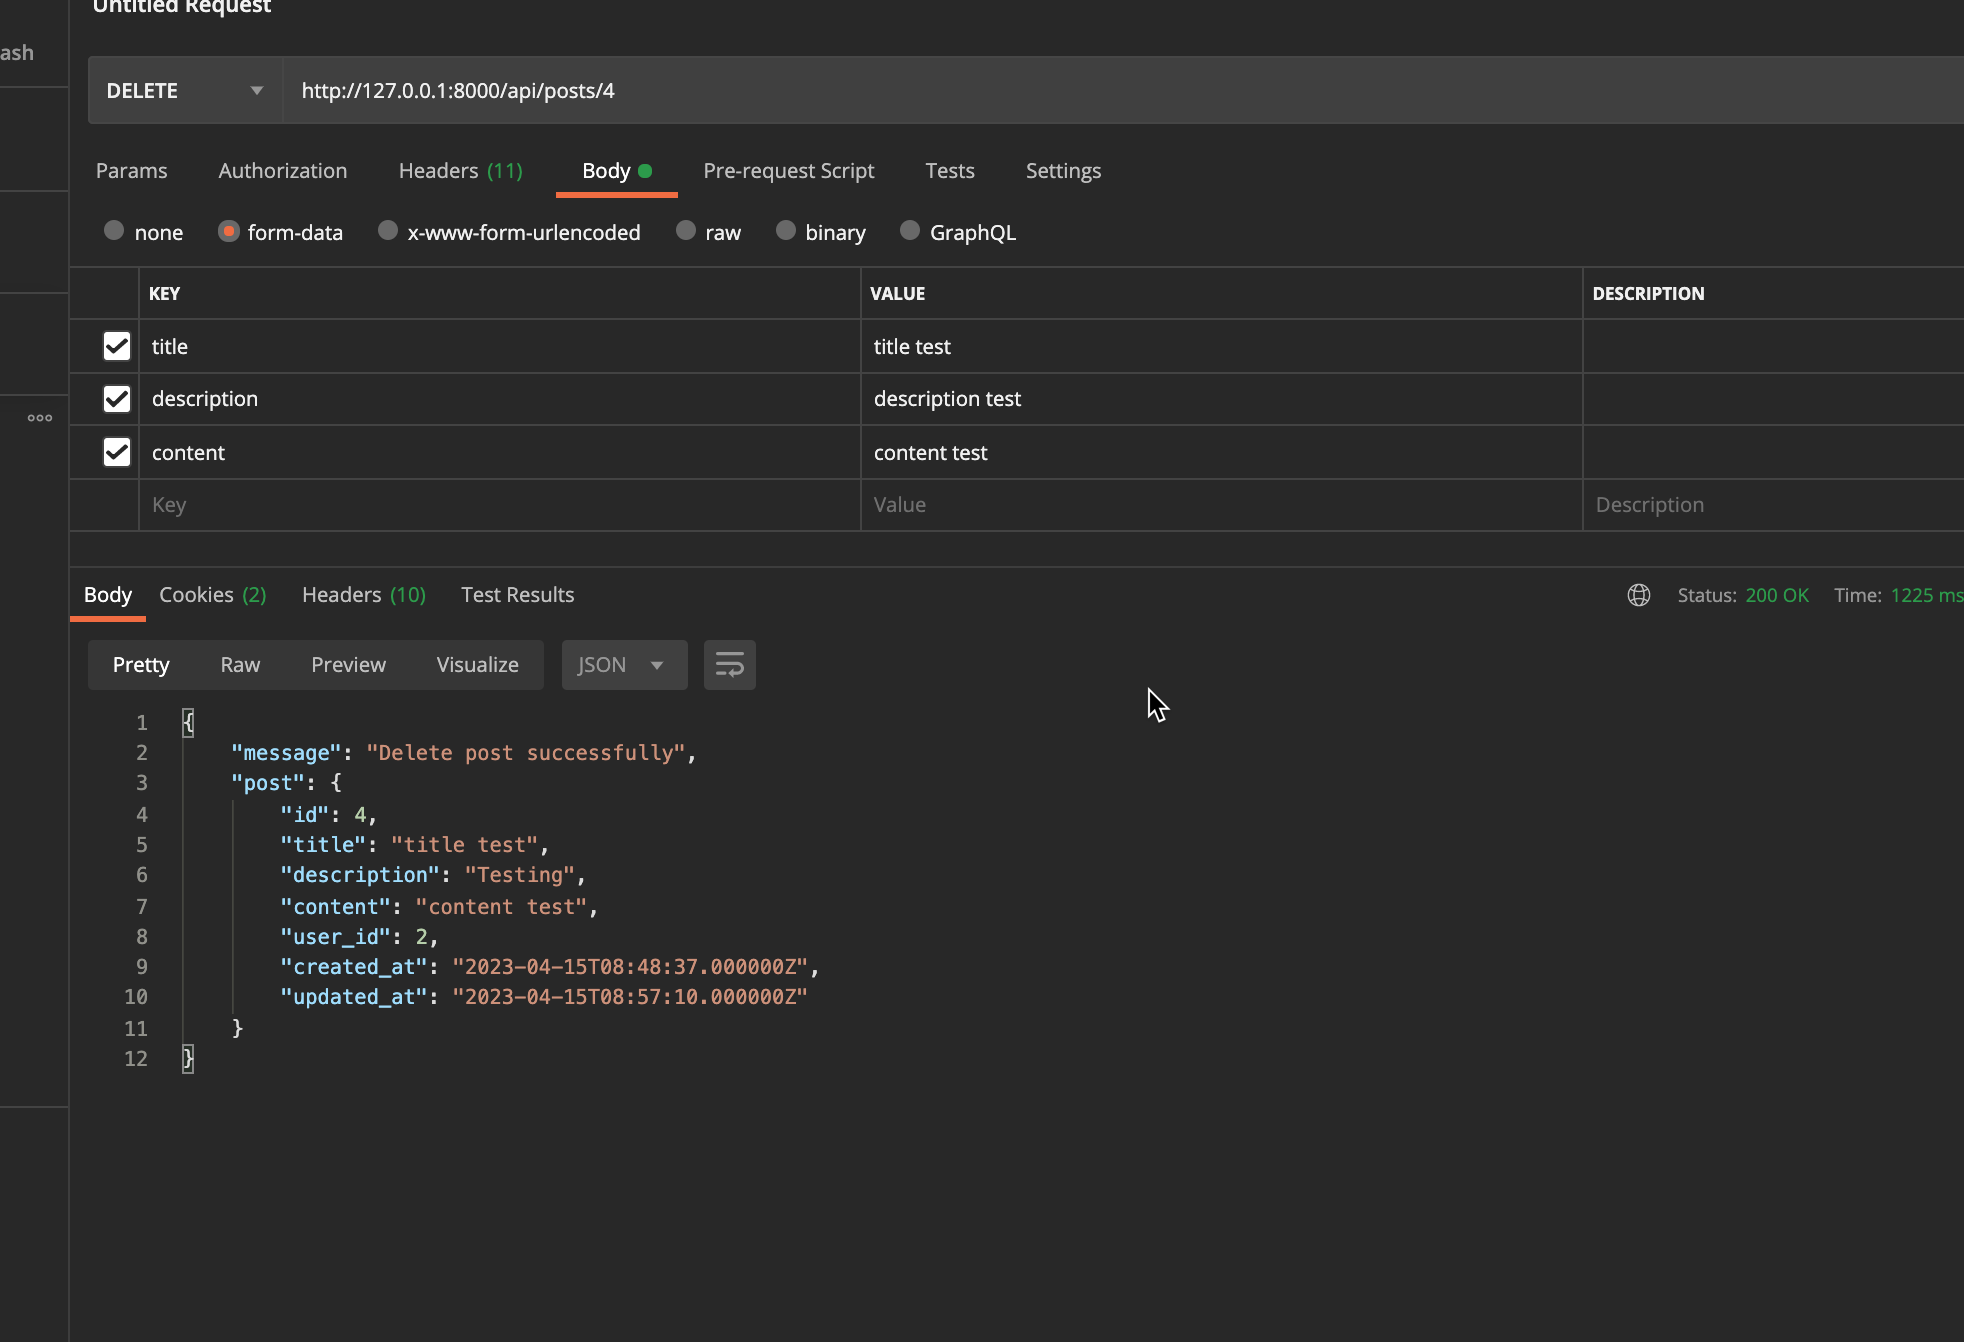 Untitled Request
ash
DELETE http://127.0.0.1:8000/api/posts/4
Params Authorization Headers (11) Body Pre-request Script Tests Settings
none form-data x-www-form-urlencoded raw binary GraphQL
KEY VALUE DESCRIPTION
title title test
description description test
content content test
Key Value Description
Body Cookies (2) Headers (10) Test Results Status: 200 OK Time: 1225 ms
Pretty Raw Preview Visualize JSON
1 {
2 "message": "Delete post successfully",
3 "post": {
4 "id": 4,
5 "title": "title test",
6 "description": "Testing",
7 "content": "content test",
8 "user_id": 2,
9 "created_at": "2023-04-15T08:48:37.000000Z",
10 "updated_at": "2023-04-15T08:57:10.000000Z"
11 }
12 }